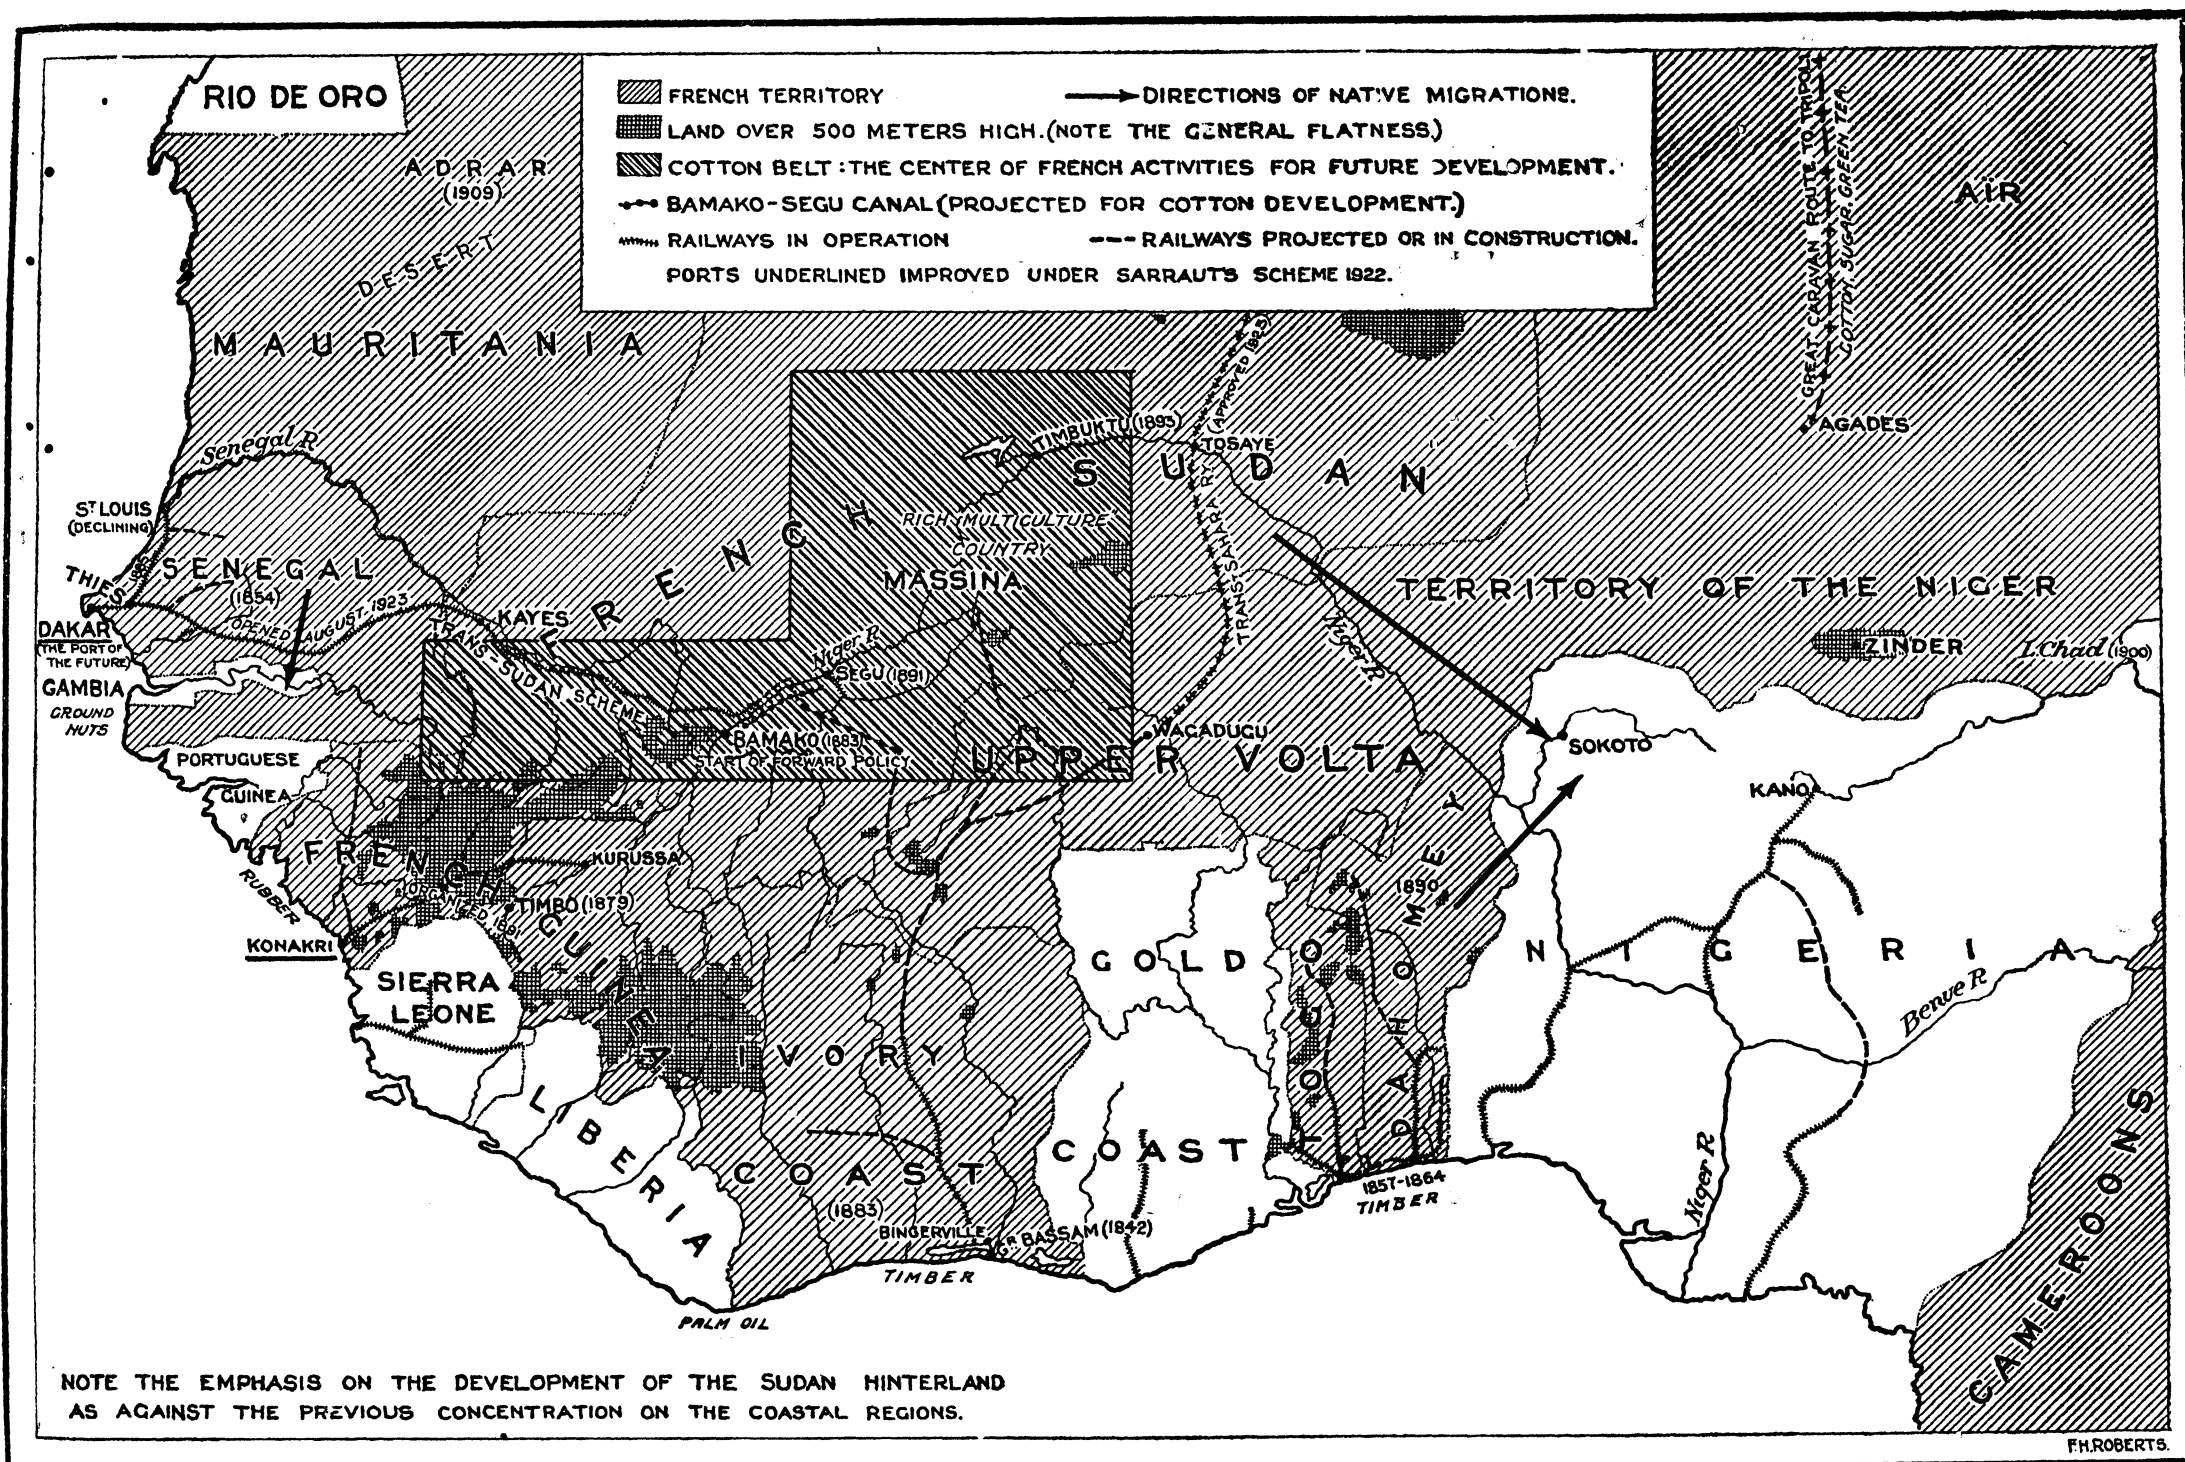 RIO DE ORO
FRENCH TERRITORY
DIRECTIONS OF NATIVE MIGRATIONS.
LAND OVER 500 METERS HIGH. (NOTE THE GENERAL FLATNESS.)
COTTON BELT: THE CENTER OF FRENCH ACTIVITIES FOR FUTURE DEVELOPMENT.
BAMAKO-SEGU CANAL (PROJECTED FOR COTTON DEVELOPMENT.)
RAILWAYS IN OPERATION
RAILWAYS PROJECTED OR IN CONSTRUCTION.
PORTS UNDERLINED IMPROVED UNDER SARRAUT'S SCHEME 1922.
GREAT CARAVAN ROUTE TO TRIPOLI
COTTON, SUGAR, GREEN TEA.
AÏR
ADRAR
(1909)
DESERT
MAURITANIA
AGADES
Senegal R
TIMBUKTU (1893)
TOSAYE
TRANS-SAHARA RY (APPROVED 1923)
FRENCH SUDAN
ST LOUIS
(DECLINING)
RICH "MULTICULTURE"
COUNTRY
MASSINA
THIES
SENEGAL
(1854)
OPENED AUGUST, 1923
KAYES
TERRITORY OF THE NIGER
DAKAR
(THE PORT OF
THE FUTURE)
TRANS-SUDAN SCHEME
Niger R
Niger R
ZINDER
L. Chad (1900)
SEGU (1891)
GAMBIA
GROUND
NUTS
BAMAKO (1883)
START OF FORWARD POLICY
WAGADUGU
UPPER VOLTA
SOKOTO
PORTUGUESE
GUINEA
KANO
FRENCH GUINEA
ORGANIZED 1891
KURUSSA
TIMBO (1879)
RUBBER
KONAKRI
1890
DAHOMEY
TOGO
GOLD
COAST
NIGERIA
Benue R
SIERRA
LEONE
IVORY
COAST
(1883)
LIBERIA
BINGERVILLE
GR BASSAM (1842)
1857-1864
TIMBER
TIMBER
Niger R
PALM OIL
CAMEROONS
NOTE THE EMPHASIS ON THE DEVELOPMENT OF THE SUDAN HINTERLAND
AS AGAINST THE PREVIOUS CONCENTRATION ON THE COASTAL REGIONS.
F.H. ROBERTS.